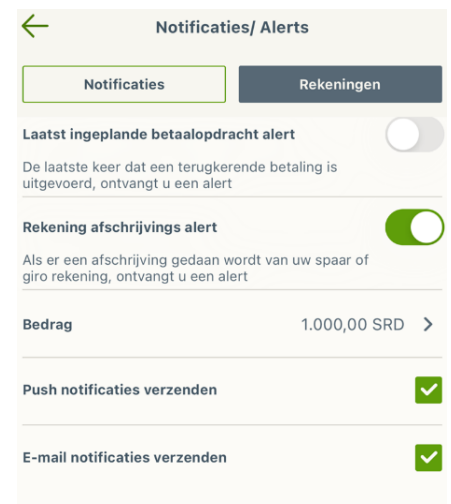 Notificaties/ Alerts
Notificaties
Rekeningen
Laatst ingeplande betaalopdracht alert
De laatste keer dat een terugkerende betaling is
uitgevoerd, ontvangt u een alert
Rekening afschrijvings alert
Als er een afschrijving gedaan wordt van uw spaar of
giro rekening, ontvangt u een alert
Bedrag 1.000,00 SRD
Push notificaties verzenden
E-mail notificaties verzenden